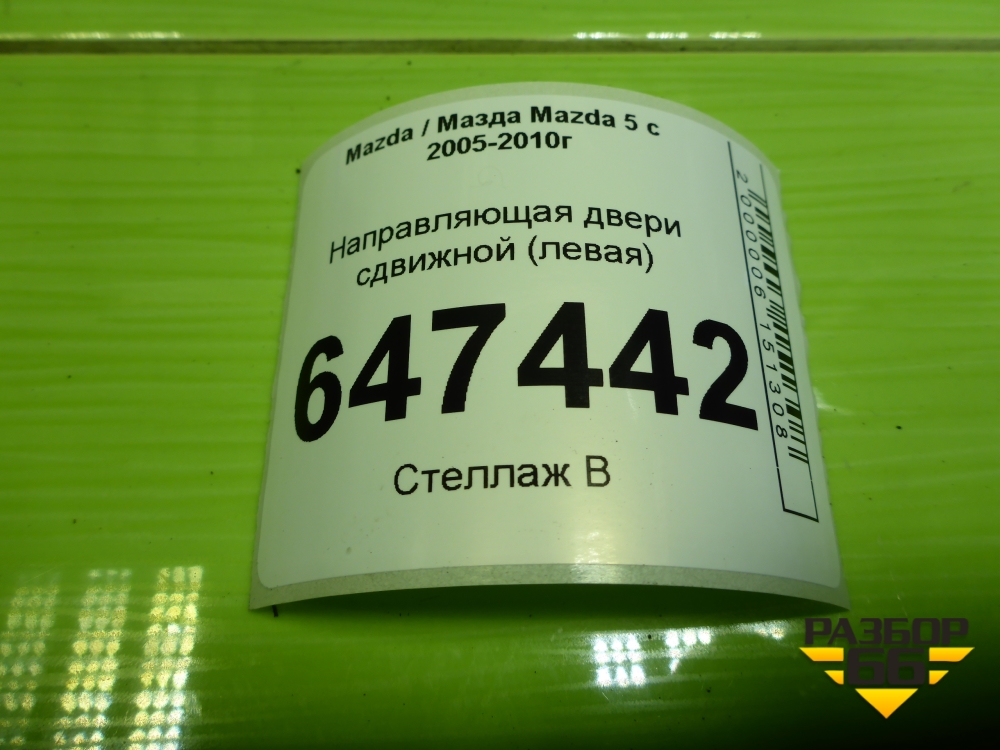 Mazda / Мазда Mazda 5 с
2005-2010г
Направляющая двери
сдвижной (левая)
647442
Стеллаж В
2000006151308
РАЗБОР
66